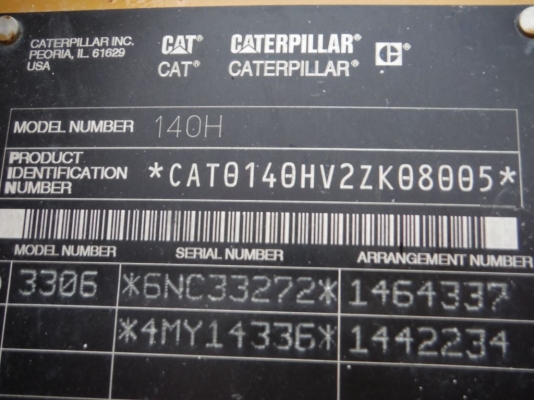 CATERPILLAR INC.
PEORIA, IL 61629
USA
CAT® CATERPILLAR® C®
CAT® CATERPILLAR®
MODEL NUMBER 140H
PRODUCT
IDENTIFICATION
NUMBER
*CAT0140HV2ZK08005*
MODEL NUMBER SERIAL NUMBER ARRANGEMENT NUMBER
3306 *6NC33272* 1464337
*4MY14336* 1442234